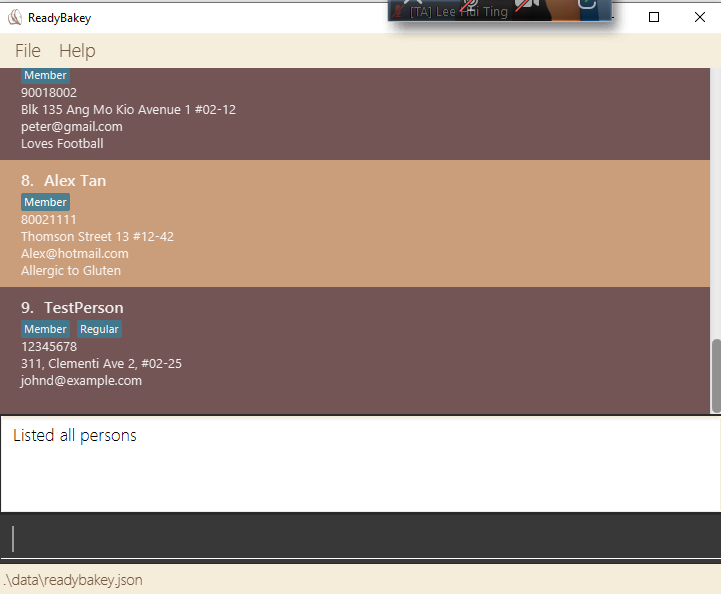 ReadyBakey
[TA] Lee Hui Ting
File Help
Member
90018002
Blk 135 Ang Mo Kio Avenue 1 #02-12
peter@gmail.com
Loves Football
8. Alex Tan
Member
80021111
Thomson Street 13 #12-42
Alex@hotmail.com
Allergic to Gluten
9. TestPerson
Member Regular
12345678
311, Clementi Ave 2, #02-25
johnd@example.com
Listed all persons
.\data\readybakey.json